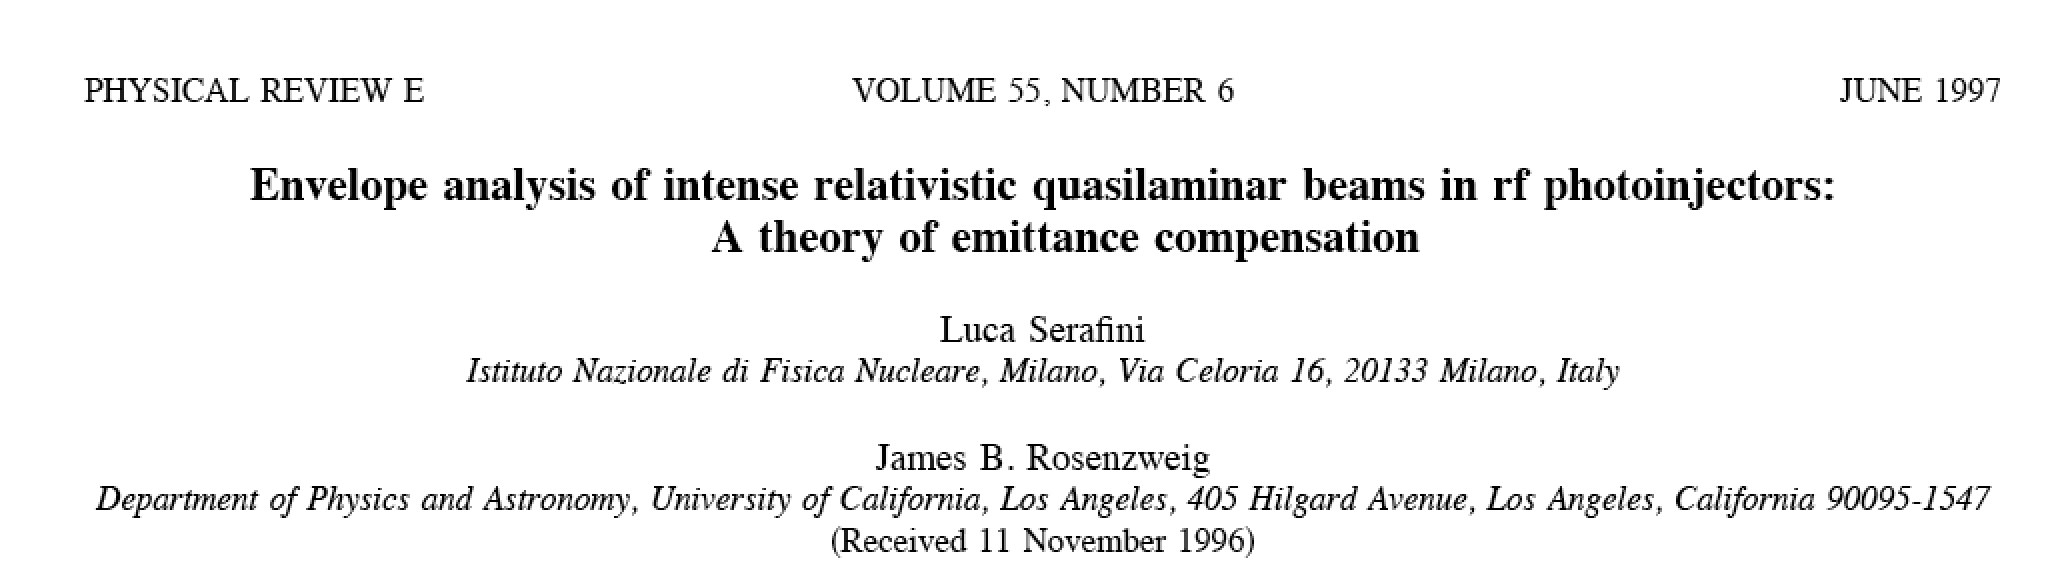 PHYSICAL REVIEW E VOLUME 55, NUMBER 6 JUNE 1997
Envelope analysis of intense relativistic quasilaminar beams in rf photoinjectors:
A theory of emittance compensation
Luca Serafini
Istituto Nazionale di Fisica Nucleare, Milano, Via Celoria 16, 20133 Milano, Italy
James B. Rosenzweig
Department of Physics and Astronomy, University of California, Los Angeles, 405 Hilgard Avenue, Los Angeles, California 90095-1547
(Received 11 November 1996)